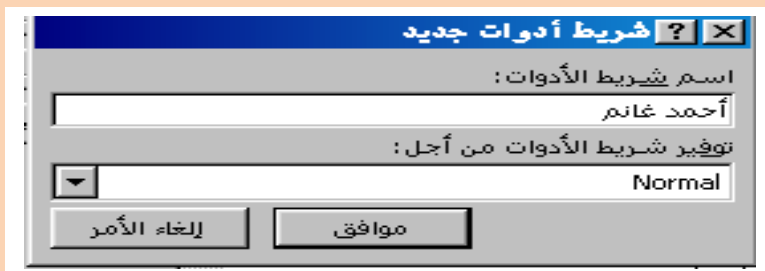 شريط أدوات جديد
اسم شريط الأدوات:
أحمد غانم
توفير شريط الأدوات من أجل:
Normal
موافق
إلغاء الأمر